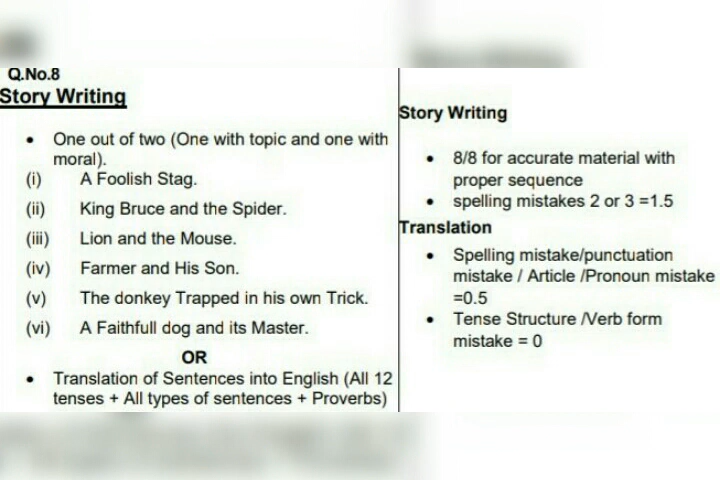 Q.No.8
Story Writing
• One out of two (One with topic and one with
moral).
(i) A Foolish Stag.
(ii) King Bruce and the Spider.
(iii) Lion and the Mouse.
(iv) Farmer and His Son.
(v) The donkey Trapped in his own Trick.
(vi) A Faithfull dog and its Master.
OR
• Translation of Sentences into English (All 12
tenses + All types of sentences + Proverbs)
Story Writing
• 8/8 for accurate material with
proper sequence
• spelling mistakes 2 or 3 =1.5
Translation
• Spelling mistake/punctuation
mistake / Article /Pronoun mistake
=0.5
• Tense Structure /Verb form
mistake = 0